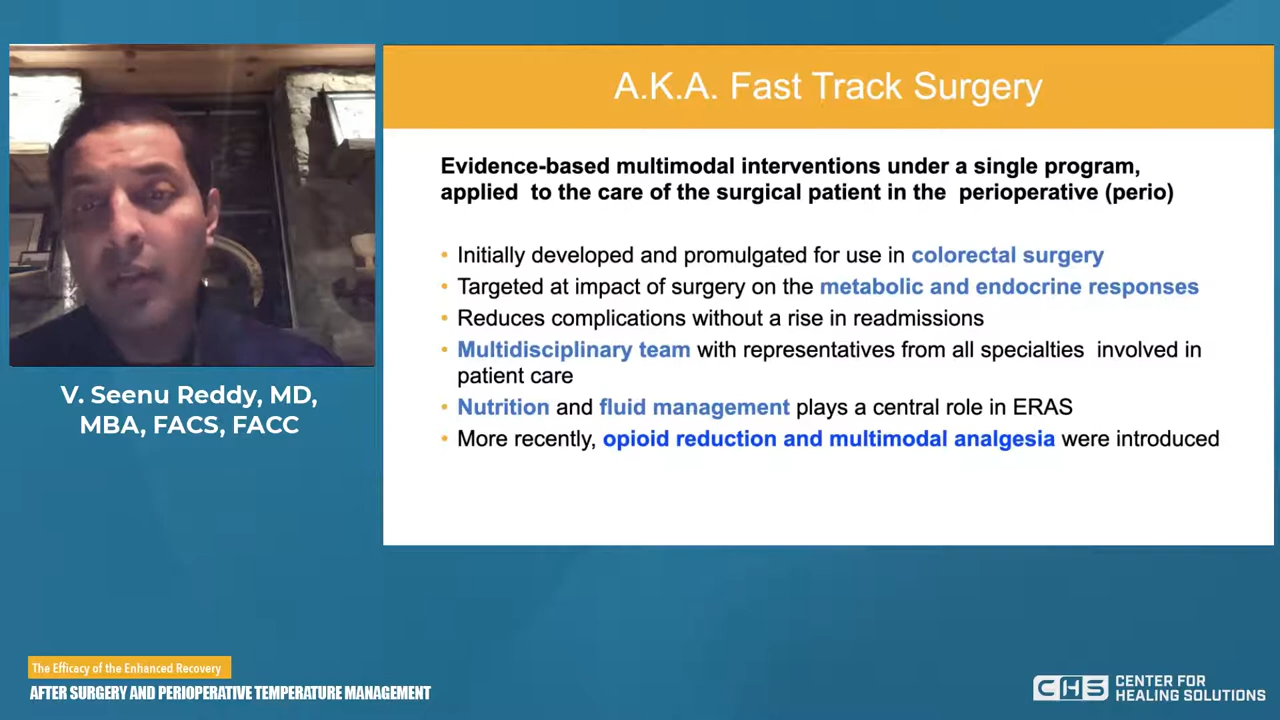 A.K.A. Fast Track Surgery
Evidence-based multimodal interventions under a single program,
applied to the care of the surgical patient in the perioperative (perio)
• Initially developed and promulgated for use in colorectal surgery
• Targeted at impact of surgery on the metabolic and endocrine responses
• Reduces complications without a rise in readmissions
• Multidisciplinary team with representatives from all specialties involved in
patient care
• Nutrition and fluid management plays a central role in ERAS
• More recently, opioid reduction and multimodal analgesia were introduced
V. Seenu Reddy, MD,
MBA, FACS, FACC
The Efficacy of the Enhanced Recovery
AFTER SURGERY AND PERIOPERATIVE TEMPERATURE MANAGEMENT
CHS
CENTER FOR
HEALING SOLUTIONS